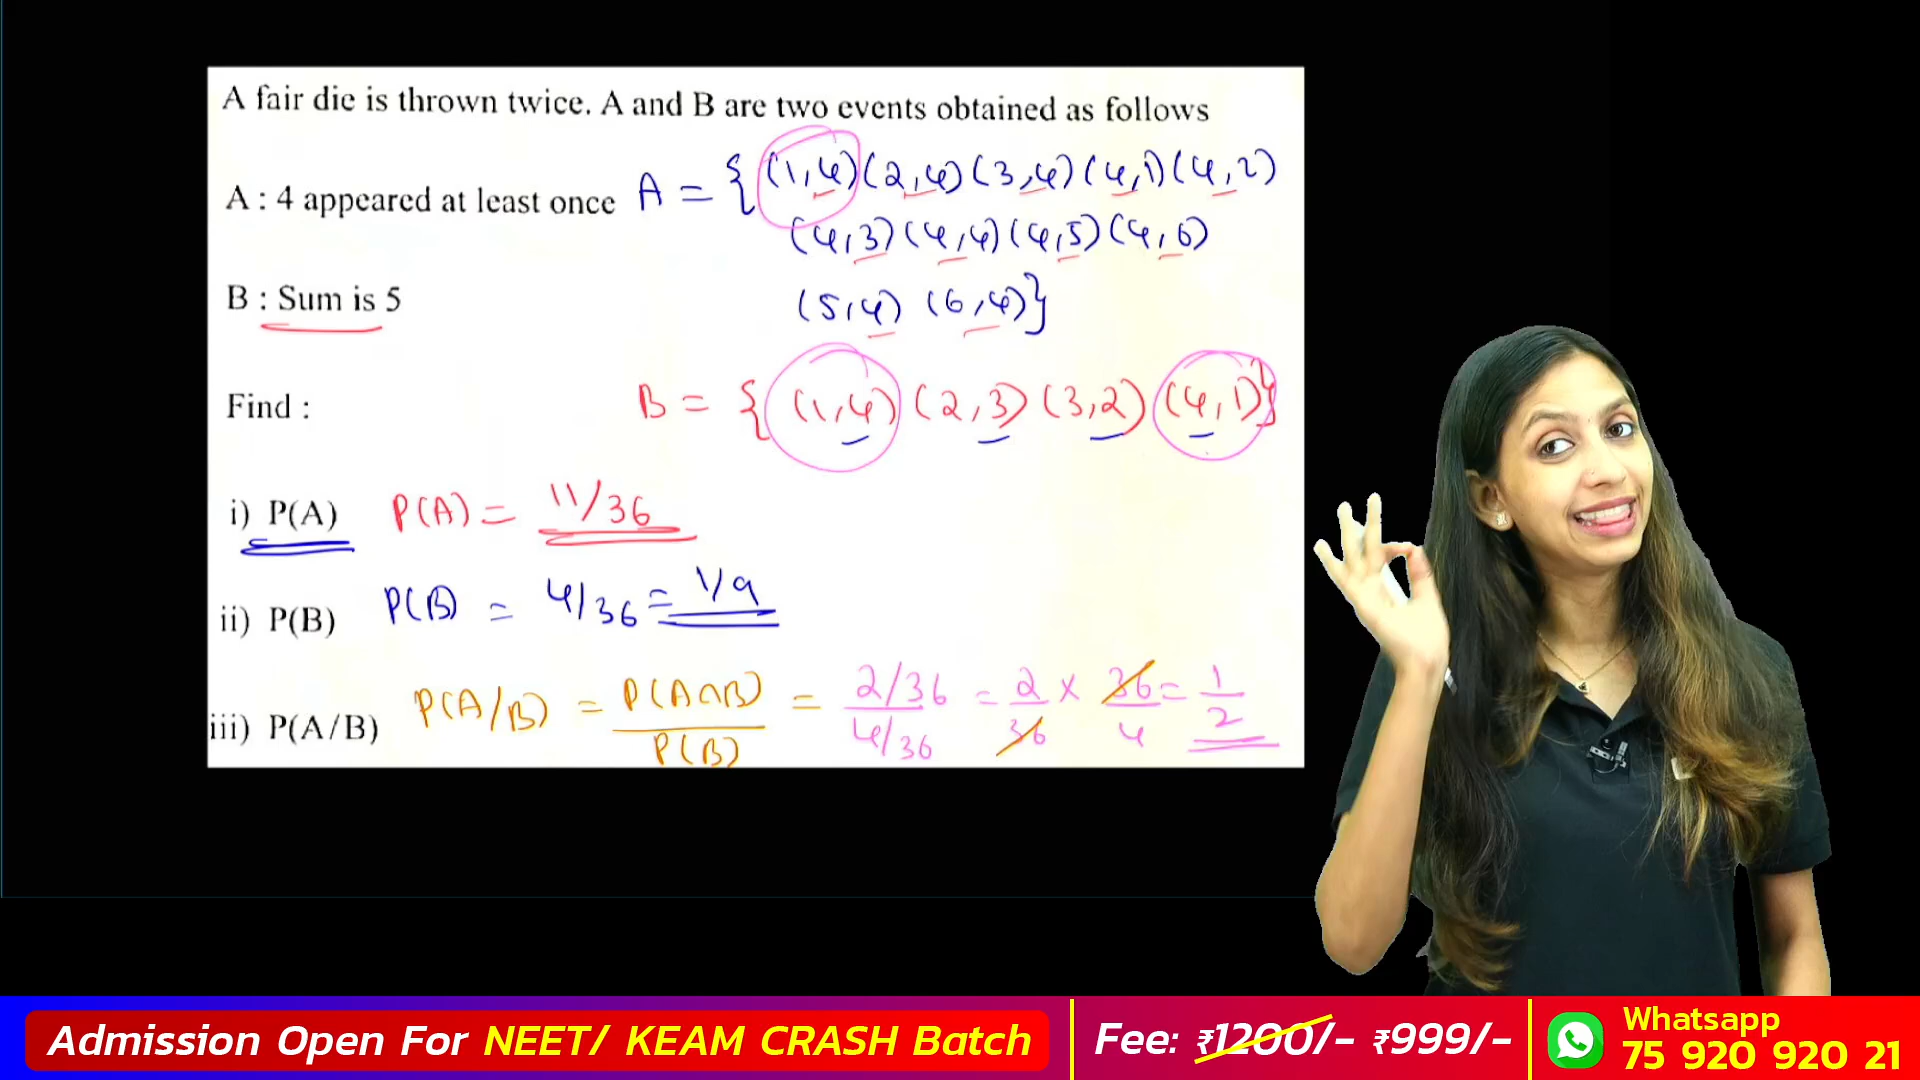 A fair die is thrown twice. A and B are two events obtained as follows
A : 4 appeared at least once A = {(1,4)(2,4)(3,4)(4,1)(4,2)
(4,3)(4,4)(4,5)(4,6)
B : Sum is 5 (5,4) (6,4)}
Find : B = {(1,4)(2,3)(3,2)(4,1)}
i) P(A) P(A) = 11/36
ii) P(B) P(B) = 4/36 = 1/9
iii) P(A/B) P(A/B) = P(A∩B)/P(B) = 2/36 / 4/36 = 2/36 × 36/4 = 1/2
Admission Open For NEET/ KEAM CRASH Batch
Fee: ₹1200/- ₹999/-
Whatsapp
75 920 920 21